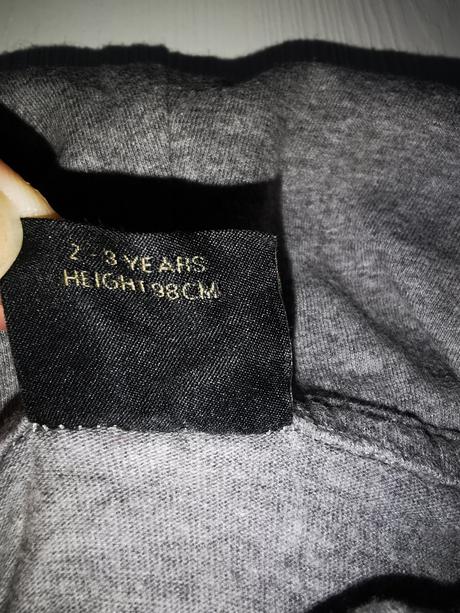 2 - 3 YEARS
HEIGHT 98CM